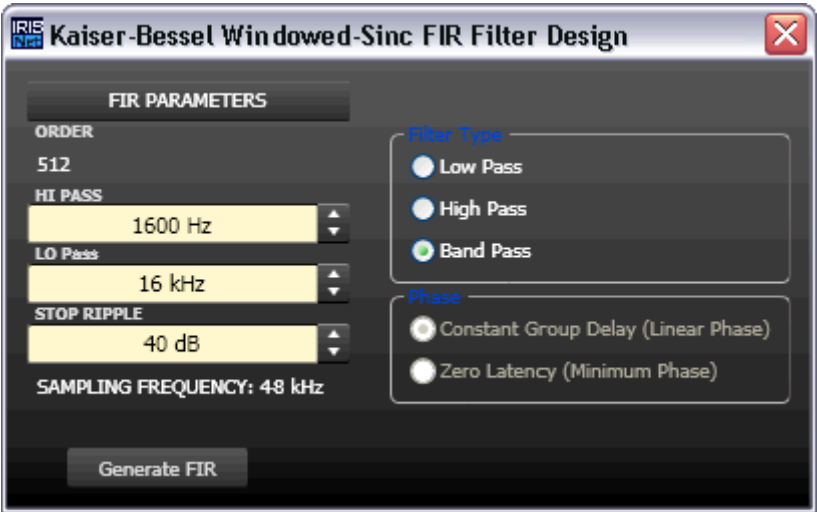 IRIS
Net
Kaiser-Bessel Windowed-Sinc FIR Filter Design
FIR PARAMETERS
ORDER
512
HI PASS
1600 Hz
LO Pass
16 kHz
STOP RIPPLE
40 dB
SAMPLING FREQUENCY: 48 kHz
Generate FIR
Filter Type
Low Pass
High Pass
Band Pass
Phase
Constant Group Delay (Linear Phase)
Zero Latency (Minimum Phase)